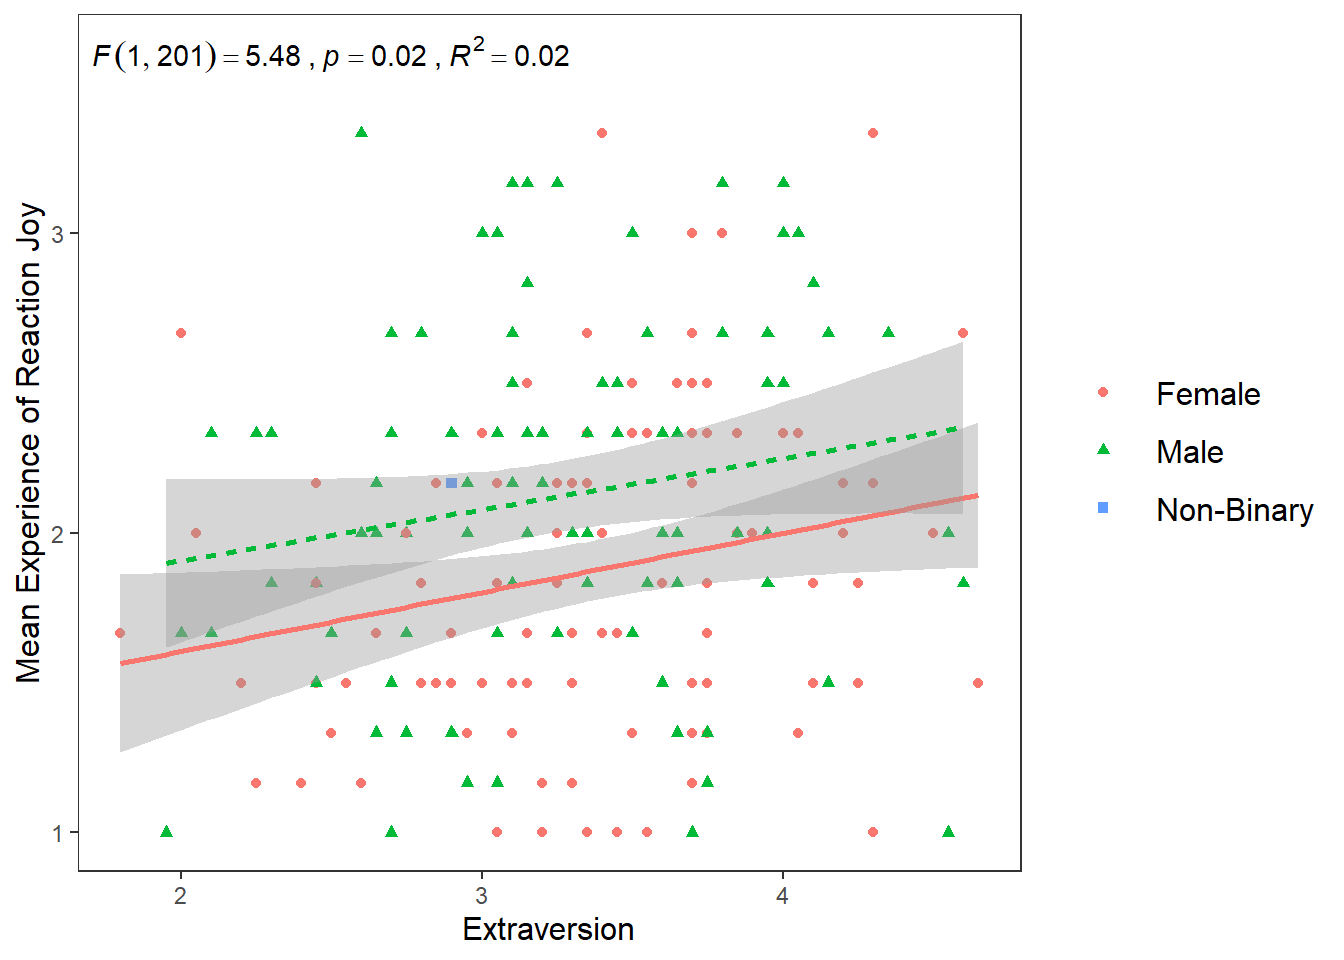 F(1, 201) = 5.48 , p = 0.02 , R² = 0.02
Mean Experience of Reaction Joy
3
2
1
2 3 4
Extraversion
Female
Male
Non-Binary